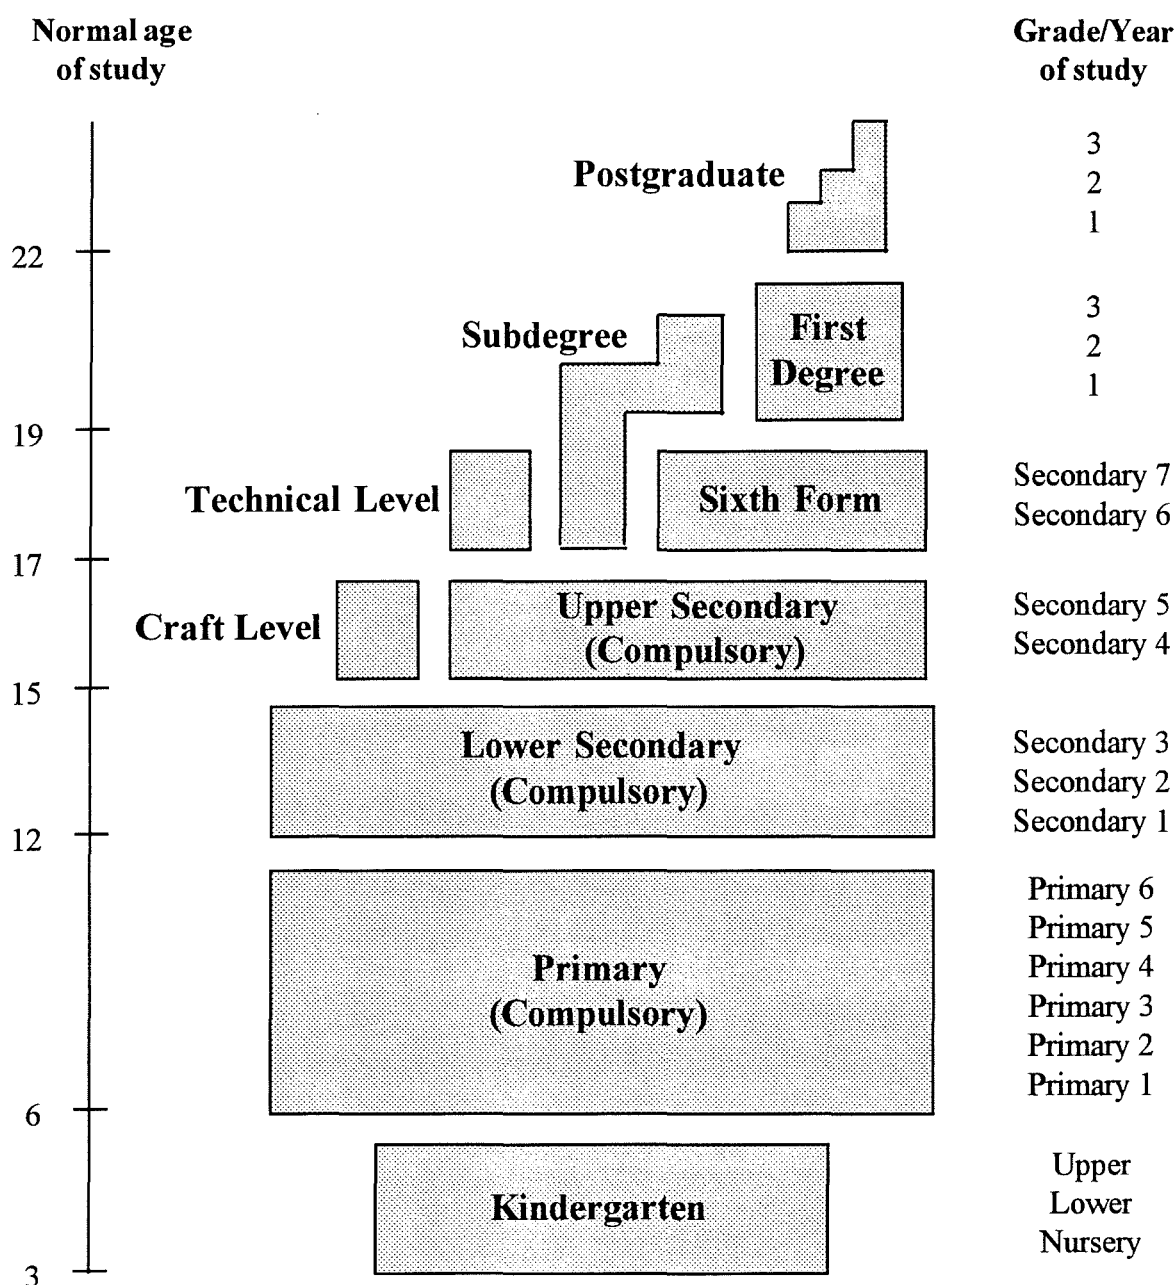 Normal age
of study
Grade/Year
of study
Postgraduate
3
2
1
22
Subdegree
First
Degree
3
2
1
19
Technical Level
Sixth Form
Secondary 7
Secondary 6
17
Craft Level
Upper Secondary
(Compulsory)
Secondary 5
Secondary 4
15
Lower Secondary
(Compulsory)
Secondary 3
Secondary 2
Secondary 1
12
Primary
(Compulsory)
Primary 6
Primary 5
Primary 4
Primary 3
Primary 2
Primary 1
6
Kindergarten
Upper
Lower
Nursery
3